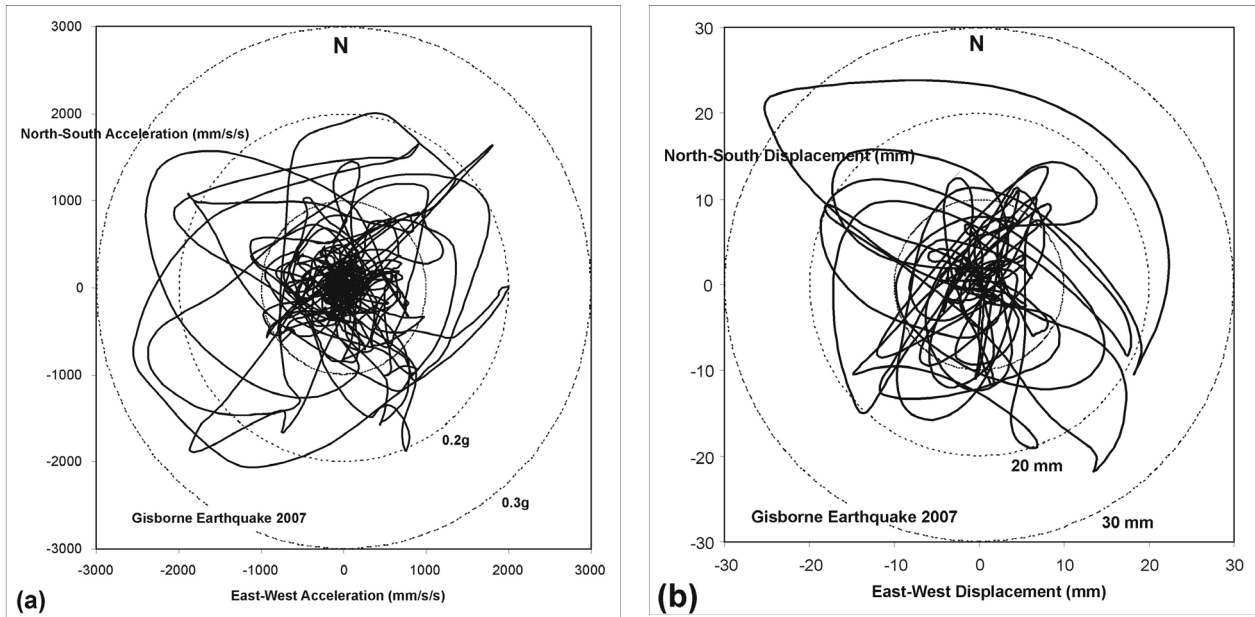 3000
N
2000
North-South Acceleration (mm/s/s)
1000
0
-1000
0.2g
-2000
0.3g
Gisborne Earthquake 2007
-3000
-3000 -2000 -1000 0 1000 2000 3000
East-West Acceleration (mm/s/s)
(a)
30
N
20
North-South Displacement (mm)
10
0
-10
-20
20 mm
Gisborne Earthquake 2007
30 mm
-30
-30 -20 -10 0 10 20 30
East-West Displacement (mm)
(b)